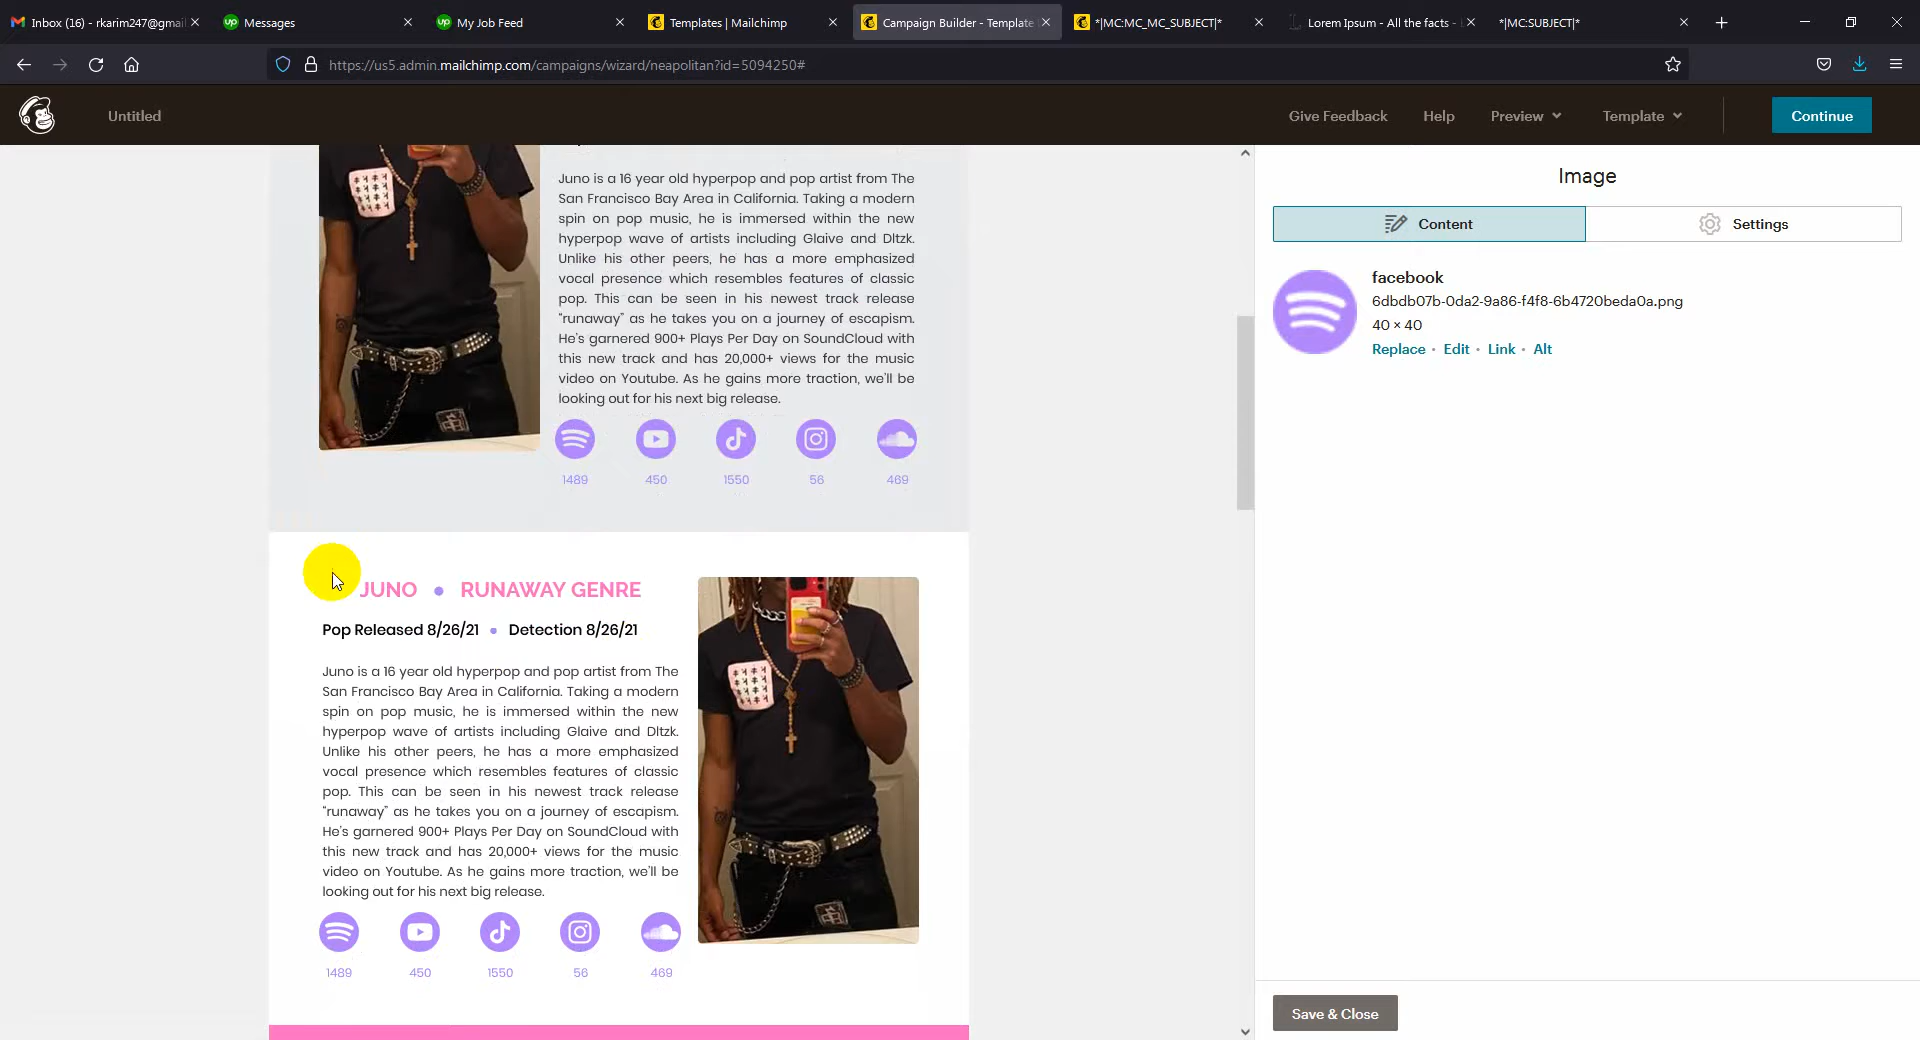 Inbox (16) - rkarim247@gmai
Messages
My Job Feed
Templates | Mailchimp
Campaign Builder - Template
*|MC:MC_MC_SUBJECT|*
Lorem Ipsum - All the facts -
*|MC:SUBJECT|*
https://us5.admin.mailchimp.com/campaigns/wizard/neapolitan?id=5094250#
Untitled
Give Feedback
Help
Preview
Template
Continue
Juno is a 16 year old hyperpop and pop artist from The
San Francisco Bay Area in California. Taking a modern
spin on pop music, he is immersed within the new
hyperpop wave of artists including Glaive and Dltzk.
Unlike his other peers, he has a more emphasized
vocal presence which resembles features of classic
pop. This can be seen in his newest track release
“runaway” as he takes you on a journey of escapism.
He's garnered 900+ Plays Per Day on SoundCloud with
this new track and has 20,000+ views for the music
video on Youtube. As he gains more traction, we'll be
looking out for his next big release.
1489
450
1550
56
469
JUNO • RUNAWAY GENRE
Pop Released 8/26/21 • Detection 8/26/21
Juno is a 16 year old hyperpop and pop artist from The
San Francisco Bay Area in California. Taking a modern
spin on pop music, he is immersed within the new
hyperpop wave of artists including Glaive and Dltzk.
Unlike his other peers, he has a more emphasized
vocal presence which resembles features of classic
pop. This can be seen in his newest track release
“runaway” as he takes you on a journey of escapism.
He's garnered 900+ Plays Per Day on SoundCloud with
this new track and has 20,000+ views for the music
video on Youtube. As he gains more traction, we'll be
looking out for his next big release.
1489
450
1550
56
469
Image
Content
Settings
facebook
6dbdb07b-0da2-9a86-f4f8-6b4720beda0a.png
40 × 40
Replace • Edit • Link • Alt
Save & Close